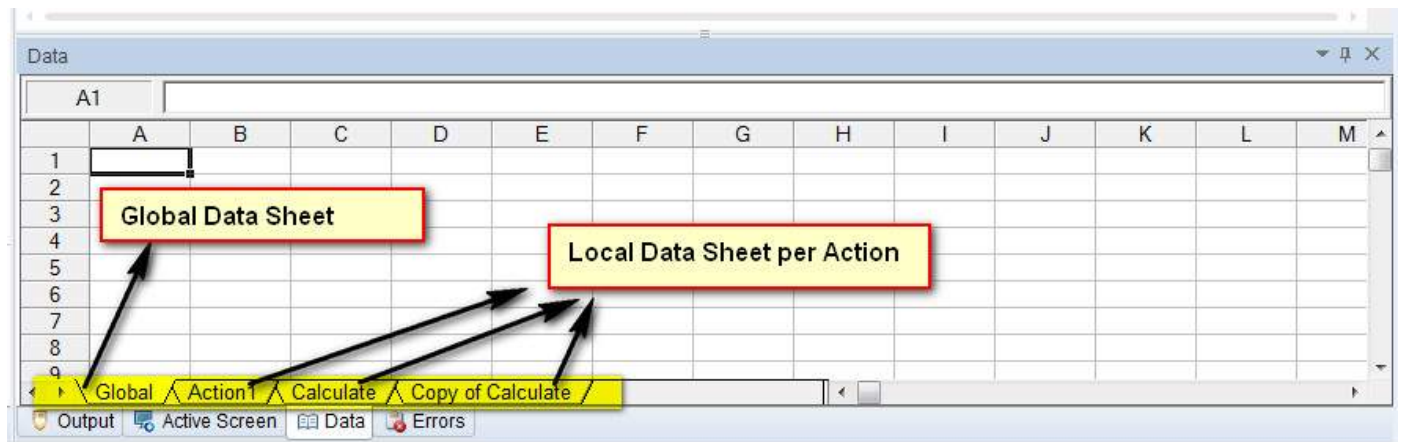 Data
A1
A B C D E F G H I J K L M
1
2
3
4
5
6
7
8
9
Global Data Sheet
Local Data Sheet per Action
Global Action1 Calculate Copy of Calculate
Output Active Screen Data Errors